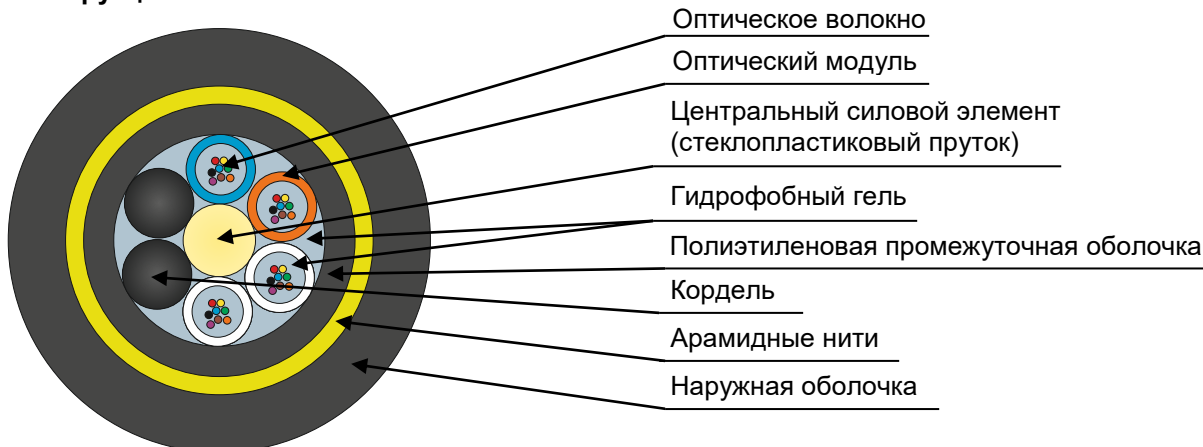 Оптическое волокно
Оптический модуль
Центральный силовой элемент
(стеклопластиковый пруток)
Гидрофобный гель
Полиэтиленовая промежуточная оболочка
Кордель
Арамидные нити
Наружная оболочка